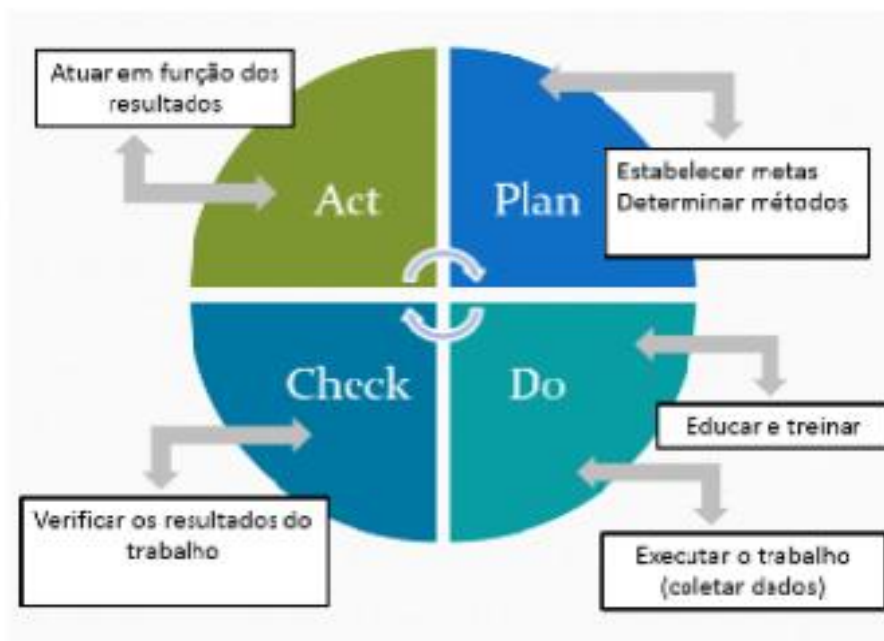 Atuar em função dos
resultados
Act
Plan
Estabelecer metas
Determinar métodos
Check
Do
Educar e treinar
Verificar os resultados do
trabalho
Executar o trabalho
(coletar dados)